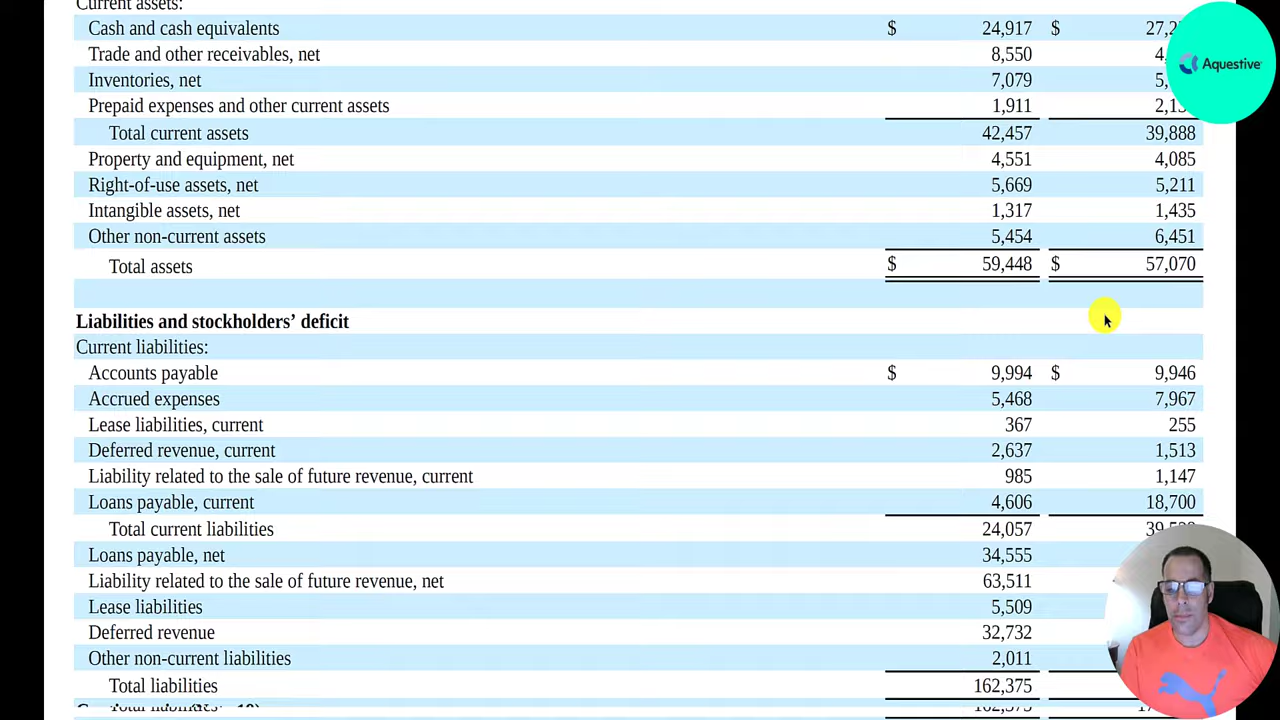 Current assets:
Cash and cash equivalents $ 24,917 $
Trade and other receivables, net 8,550
Inventories, net 7,079
Prepaid expenses and other current assets 1,911
Total current assets 42,457 39,888
Property and equipment, net 4,551 4,085
Right-of-use assets, net 5,669 5,211
Intangible assets, net 1,317 1,435
Other non-current assets 5,454 6,451
Total assets $ 59,448 $ 57,070
Aquestive
Liabilities and stockholders’ deficit
Current liabilities:
Accounts payable $ 9,994 $ 9,946
Accrued expenses 5,468 7,967
Lease liabilities, current 367 255
Deferred revenue, current 2,637 1,513
Liability related to the sale of future revenue, current 985 1,147
Loans payable, current 4,606 18,700
Total current liabilities 24,057
Loans payable, net 34,555
Liability related to the sale of future revenue, net 63,511
Lease liabilities 5,509
Deferred revenue 32,732
Other non-current liabilities 2,011
Total liabilities 162,375